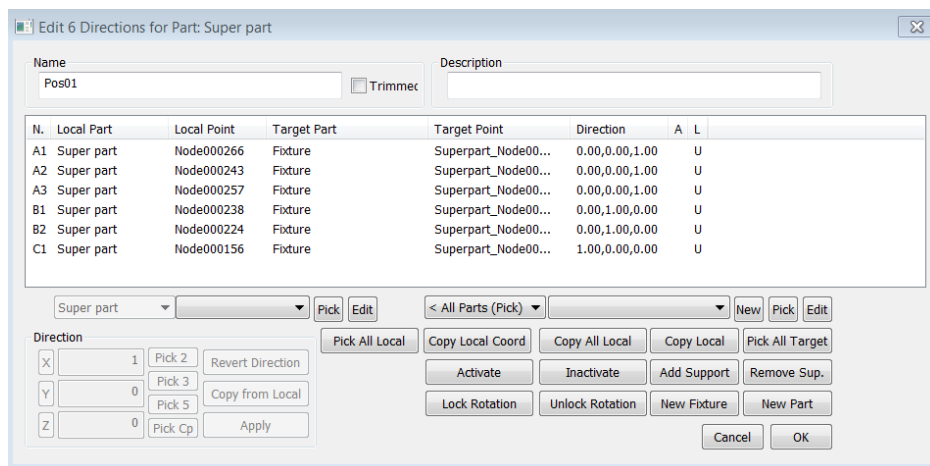 Edit 6 Directions for Part: Super part
Name
Description
Pos01
Trimmec
N. Local Part Local Point Target Part Target Point Direction A L
A1 Super part Node000266 Fixture Superpart_Node00... 0.00,0.00,1.00 U
A2 Super part Node000243 Fixture Superpart_Node00... 0.00,0.00,1.00 U
A3 Super part Node000257 Fixture Superpart_Node00... 0.00,0.00,1.00 U
B1 Super part Node000238 Fixture Superpart_Node00... 0.00,1.00,0.00 U
B2 Super part Node000224 Fixture Superpart_Node00... 0.00,1.00,0.00 U
C1 Super part Node000156 Fixture Superpart_Node00... 1.00,0.00,0.00 U
Super part Pick Edit < All Parts (Pick) New Pick Edit
Direction
Pick All Local Copy Local Coord Copy All Local Copy Local Pick All Target
X 1 Pick 2 Revert Direction
Activate Inactivate Add Support Remove Sup.
Pick 3
Y 0 Copy from Local
Pick 5
Lock Rotation Unlock Rotation New Fixture New Part
Z 0 Pick Cp Apply
Cancel OK